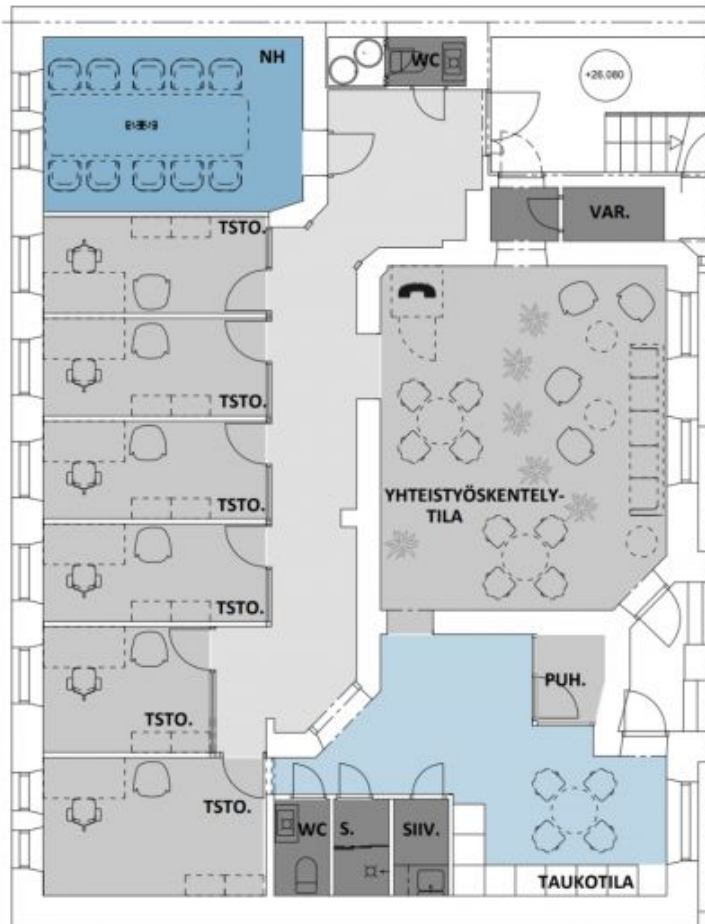 NH
WC
+26.080
VAR.
TSTO.
TSTO.
TSTO.
YHTEISTYÖSKENTELY-
TILA
TSTO.
PUH.
TSTO.
TSTO.
WC
S.
SIIV.
TAUKOTILA